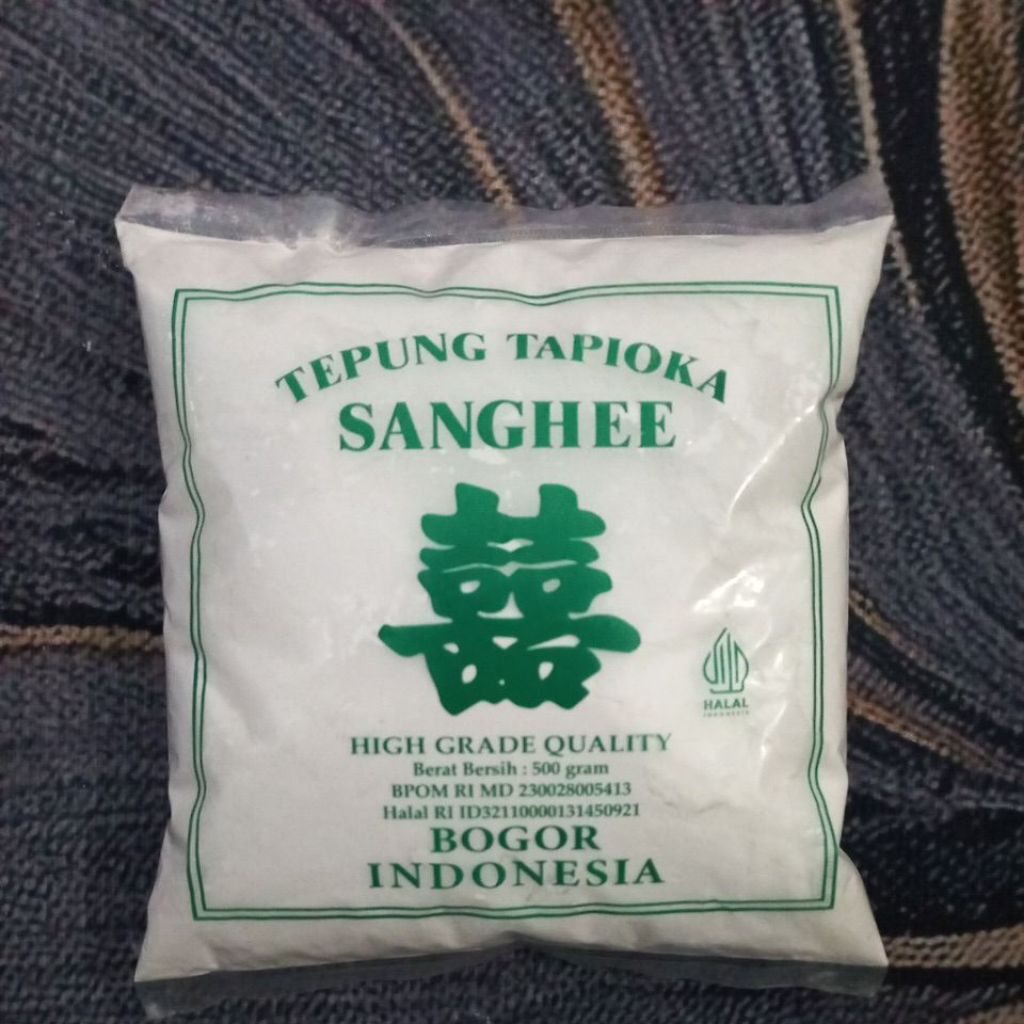 TEPUNG TAPIOKA
SANGHEE
囍
HALAL
INDONESIA
HIGH GRADE QUALITY
Berat Bersih : 500 gram
BPOM RI MD 230028005413
Halal RI ID32110000131450921
BOGOR
INDONESIA